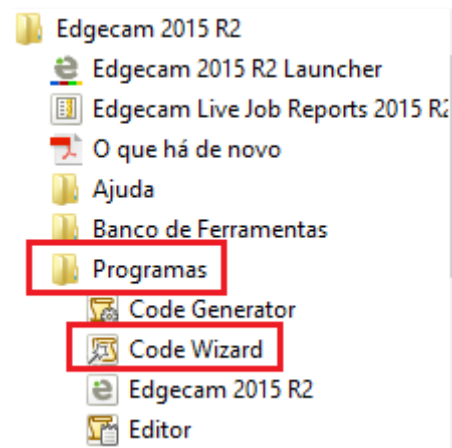 Edgecam 2015 R2
Edgecam 2015 R2 Launcher
Edgecam Live Job Reports 2015 R2
O que há de novo
Ajuda
Banco de Ferramentas
Programas
Code Generator
Code Wizard
Edgecam 2015 R2
Editor